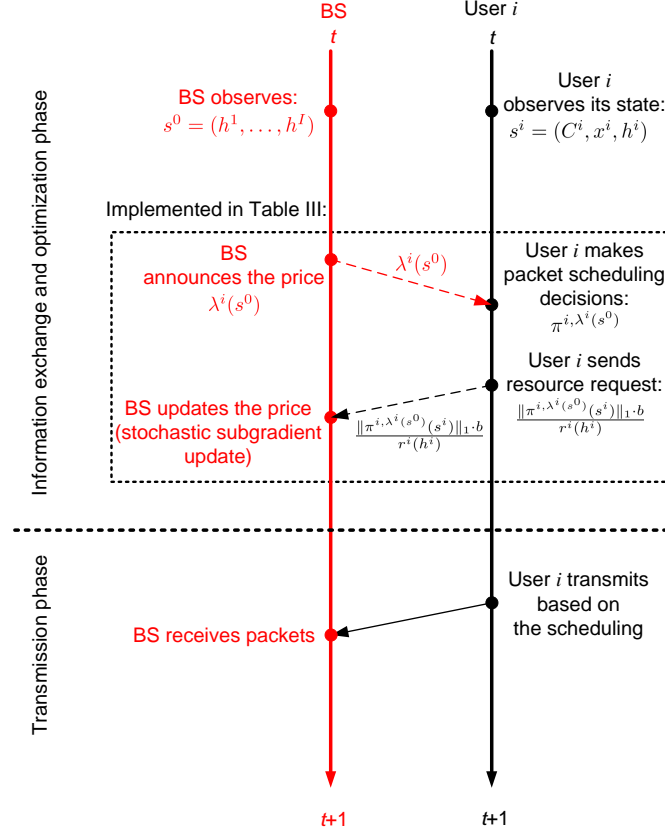 BS
User i
t
t
BS observes:
s^0 = (h^1, . . . , h^I)
User i
observes its state:
s^i = (C^i, x^i, h^i)
Information exchange and optimization phase
Implemented in Table III:
BS
announces the price
λ^i(s^0)
λ^i(s^0)
User i makes
packet scheduling
decisions:
π^{i,λ^i(s^0)}
User i sends
resource request:
‖π^{i,λ^i(s^0)}(s^i)‖_1·b
r^i(h^i)
BS updates the price
(stochastic subgradient
update)
‖π^{i,λ^i(s^0)}(s^i)‖_1·b
r^i(h^i)
Transmission phase
User i transmits
based on
the scheduling
BS receives packets
t+1
t+1